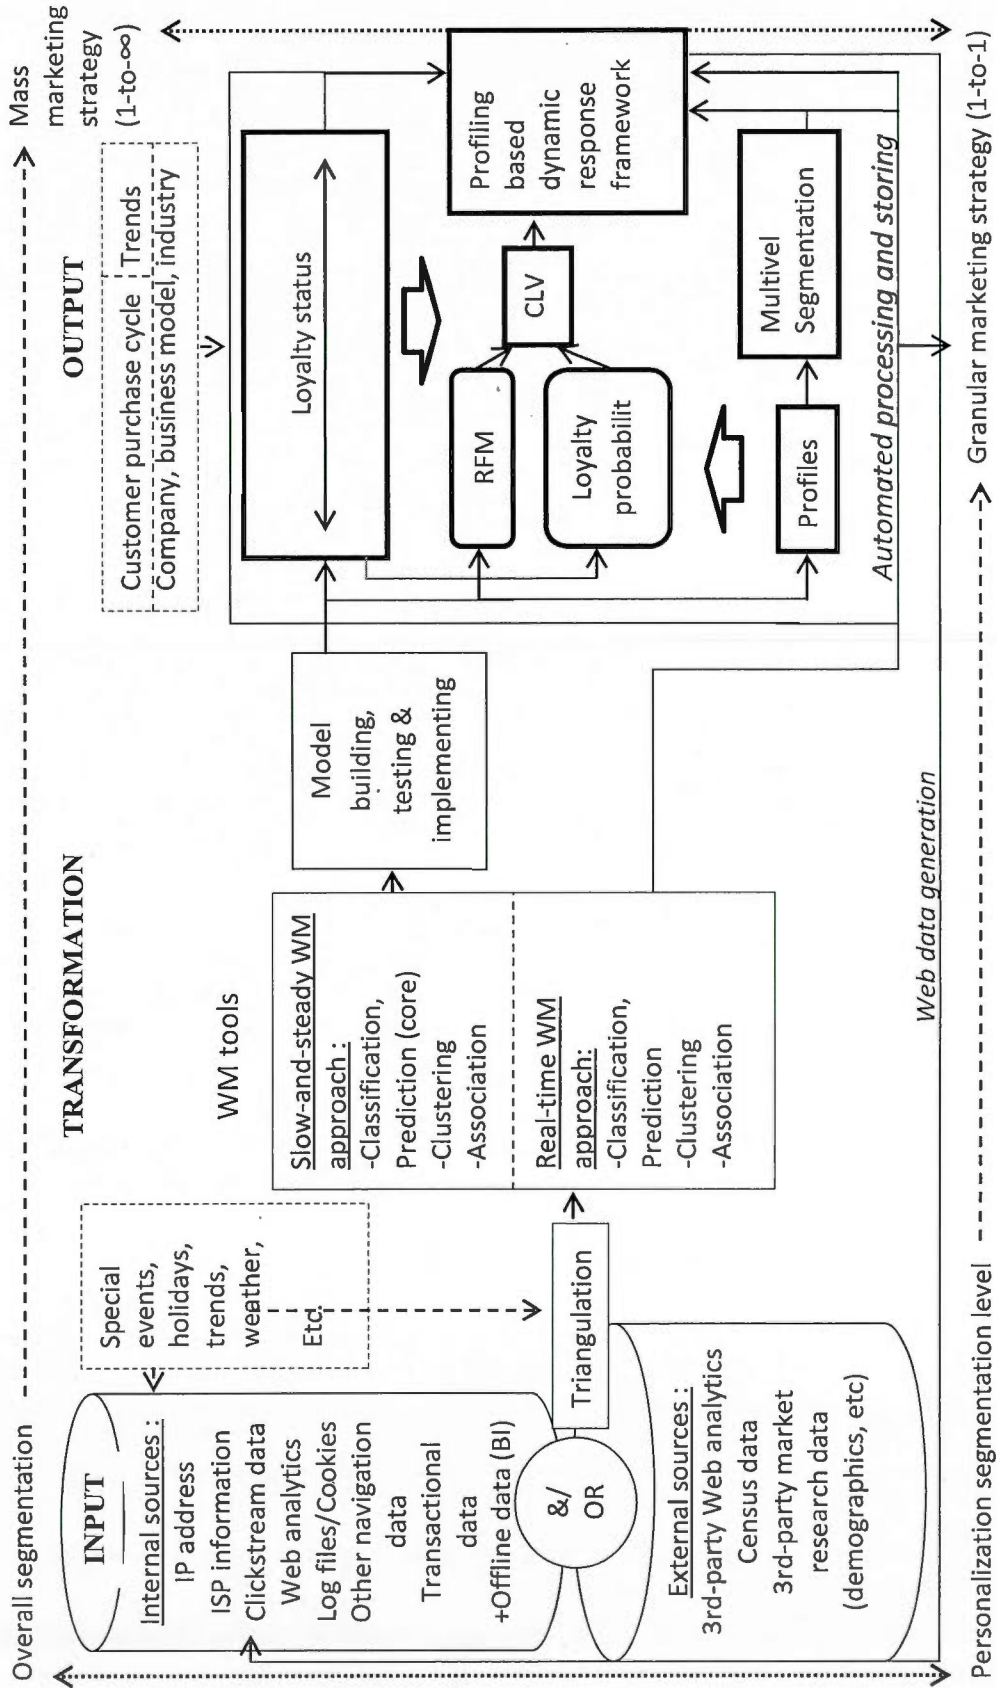 Overall segmentation
Mass
marketing
strategy
(1-to-∞)
INPUT
TRANSFORMATION
OUTPUT
Internal sources :
IP address
ISP information
Clickstream data
Web analytics
Log files/Cookies
Other navigation
data
Transactional
data
+Offline data (BI)
&/
OR
External sources :
3rd-party Web analytics
Census data
3rd-party market
research data
(demographics, etc)
Special
events,
holidays,
trends,
weather,
Etc.
Triangulation
WM tools
Slow-and-steady WM
approach :
-Classification,
Prediction (core)
-Clustering
-Association
Real-time WM
approach:
-Classification,
Prediction
-Clustering
-Association
Model
building,
testing &
implementing
Customer purchase cycle
Trends
Company, business model, industry
Loyalty status
RFM
Loyalty
probabilit
CLV
Profiling
based
dynamic
response
framework
Profiles
Multivel
Segmentation
Automated processing and storing
Web data generation
Personalization segmentation level
Granular marketing strategy (1-to-1)